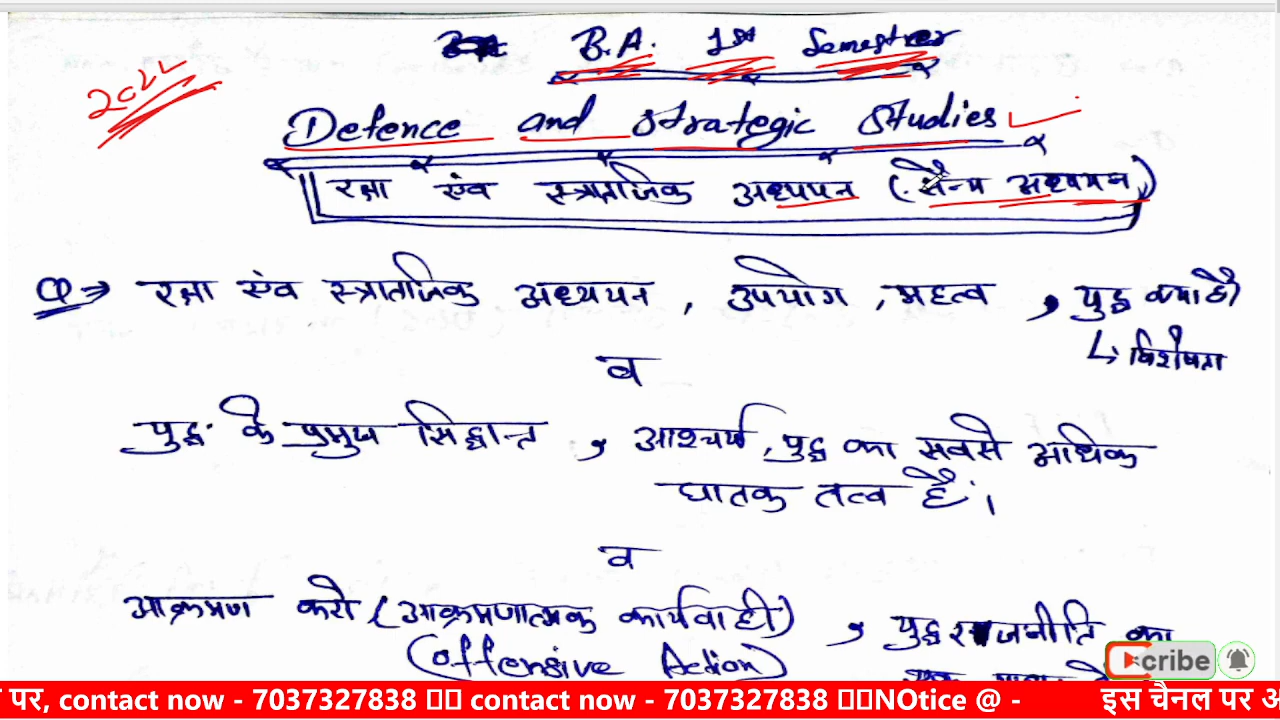 B.A. 1st Semester
2022
Defence and Strategic Studies
रक्षा एंव स्त्रातजिक अध्ययन (सैन्य अध्ययन)
Q ⇒ रक्षा एंव स्त्रातजिक अध्ययन, उपयोग, महत्व, युद्ध क्या है।
↳ विशेषता
व
युद्ध के प्रमुख सिद्धान्त, आश्चर्य, युद्ध का सबसे अधिक
घातक तत्व है।
व
आक्रमण करो (आक्रमणात्मक कार्यवाही), युद्ध राजनीति का
(Offensive Action)
cribe
पर, contact now - 7037327838 contact now - 7037327838 NOtice @ - इस चैनल पर